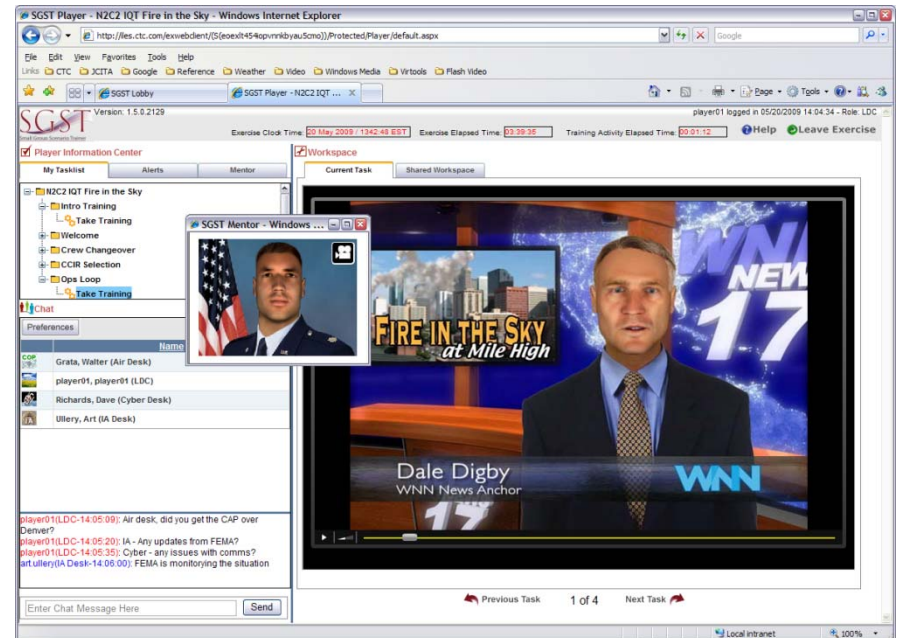 SGST Player - N2C2 IQT Fire in the Sky - Windows Internet Explorer
http://iles.ctc.com/exwebclient/(S(eoexlt454opvnnkbyau5cmo))/Protected/Player/default.aspx
Google
File Edit View Favorites Tools Help
Links CTC JCITA Google Reference Weather Video Windows Media Virtools Flash Video
SGST Lobby SGST Player - N2C2 IQT ... X Page Tools
SGST Version: 1.5.0.2129 player01 logged in 05/20/2009 14:04:34 - Role: LDC
Exercise Clock Time: 20 May 2009 / 1342:48 EST Exercise Elapsed Time: 03:39:35 Training Activity Elapsed Time: 00:01:12 Help Leave Exercise
Player Information Center
My Tasklist Alerts Mentor
N2C2 IQT Fire in the Sky
Intro Training
Take Training
Welcome
Crew Changeover
CCIR Selection
Ops Loop
Take Training
Chat
Preferences
Name
COP
Grata, Walter (Air Desk)
player01, player01 (LDC)
Richards, Dave (Cyber Desk)
Ullery, Art (IA Desk)
player01(LDC-14:05:09): Air desk, did you get the CAP over
Denver?
player01(LDC-14:05:20): IA - Any updates from FEMA?
player01(LDC-14:05:35): Cyber - any issues with comms?
art.ullery(IA Desk-14:06:00): FEMA is monitorying the situation
Enter Chat Message Here Send
SGST Mentor - Windows ...
Workspace
Current Task Shared Workspace
FIRE IN THE SKY
at Mile High
WNN
NEW
17
Dale Digby
WNN News Anchor
WNN
17
Previous Task 1 of 4 Next Task
Local intranet 100%